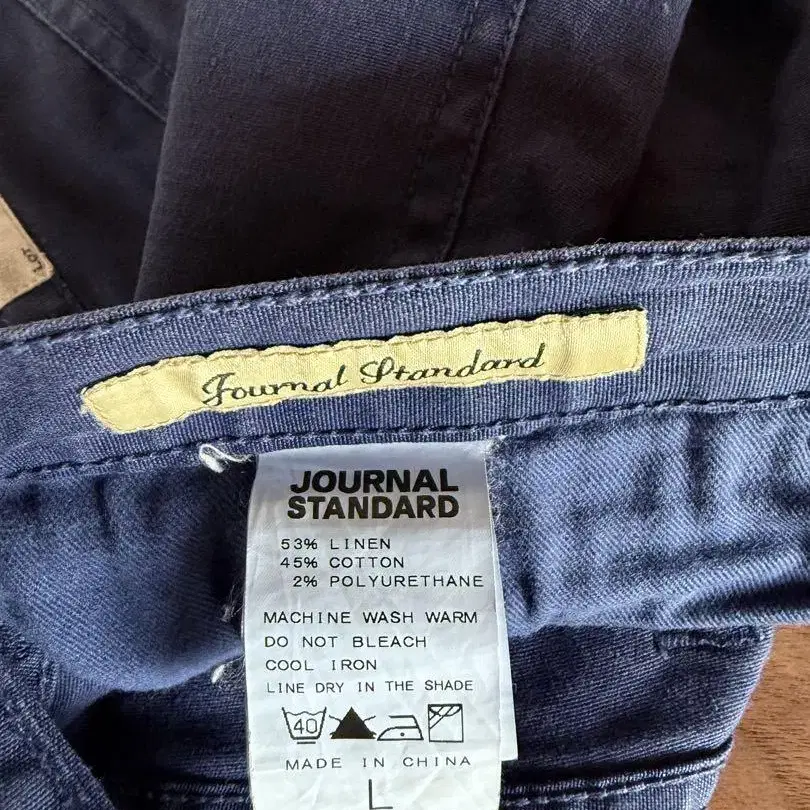 LOT
Journal Standard
JOURNAL
STANDARD
53% LINEN
45% COTTON
2% POLYURETHANE
MACHINE WASH WARM
DO NOT BLEACH
COOL IRON
LINE DRY IN THE SHADE
40
MADE IN CHINA
L